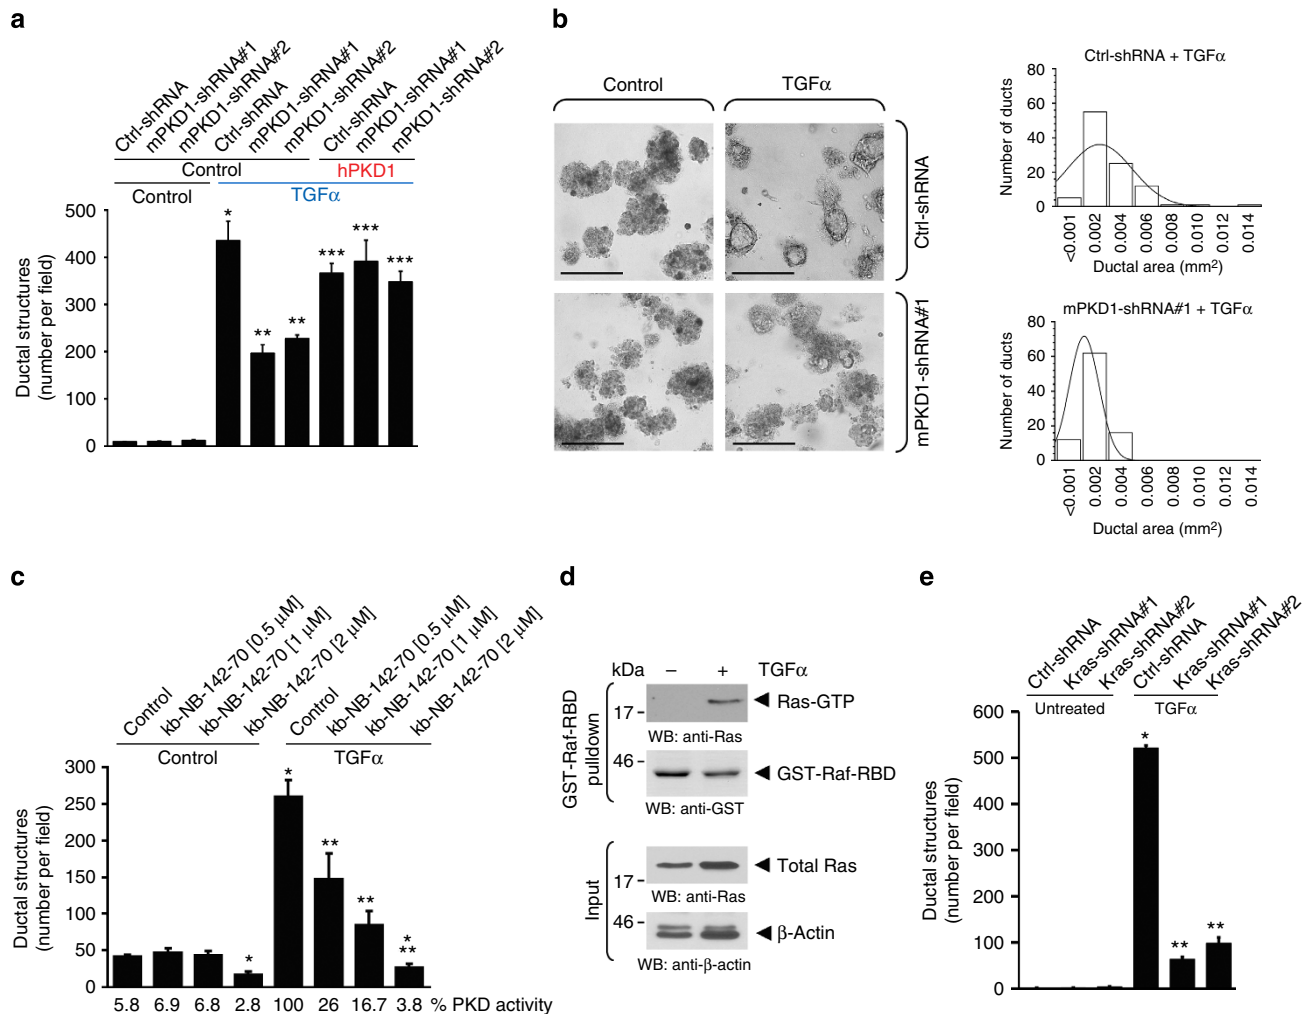 a
Ctrl-shRNA
mPKD1-shRNA#1
mPKD1-shRNA#2
Ctrl-shRNA
mPKD1-shRNA#1
mPKD1-shRNA#2
Ctrl-shRNA
mPKD1-shRNA#1
mPKD1-shRNA#2
Control hPKD1
Control TGFα
Ductal structures
(number per field)
500
400
300
200
100
0
* ** ** *** *** ***
b
Control TGFα
Ctrl-shRNA
mPKD1-shRNA#1
Ctrl-shRNA + TGFα
Number of ducts
80
60
40
20
0
<0.001 0.002 0.004 0.006 0.008 0.010 0.012 0.014
Ductal area (mm²)
mPKD1-shRNA#1 + TGFα
Number of ducts
80
60
40
20
0
<0.001 0.002 0.004 0.006 0.008 0.010 0.012 0.014
Ductal area (mm²)
c
Control
kb-NB-142-70 [0.5 µM]
kb-NB-142-70 [1 µM]
kb-NB-142-70 [2 µM]
Control
kb-NB-142-70 [0.5 µM]
kb-NB-142-70 [1 µM]
kb-NB-142-70 [2 µM]
Control TGFα
Ductal structures
(number per field)
300
250
200
150
100
50
0
* * ** ** * **
5.8 6.9 6.8 2.8 100 26 16.7 3.8 % PKD activity
d
kDa – + TGFα
GST-Raf-RBD
pulldown
17 Ras-GTP
WB: anti-Ras
46 GST-Raf-RBD
WB: anti-GST
Input
Total Ras
17
WB: anti-Ras
46 β-Actin
WB: anti-β-actin
e
Ctrl-shRNA
Kras-shRNA#1
Kras-shRNA#2
Ctrl-shRNA
Kras-shRNA#1
Kras-shRNA#2
Untreated TGFα
Ductal structures
(number per field)
600
500
400
300
200
100
0
* ** **